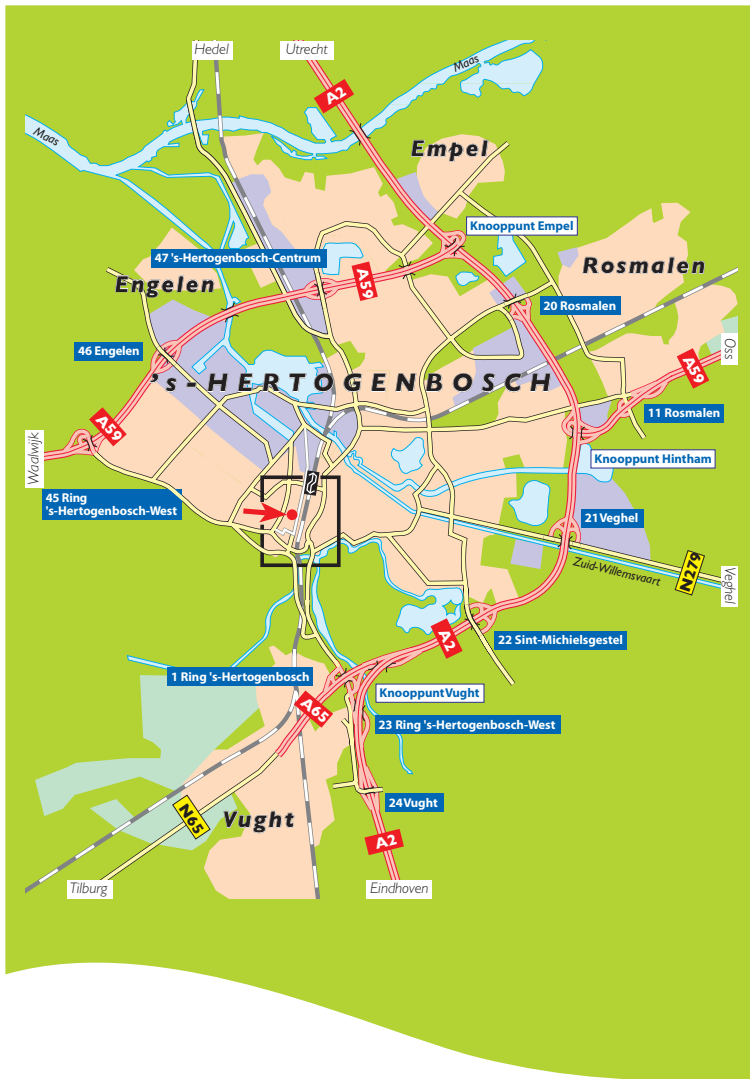 Hedel
Utrecht
Maas
A2
Maas
Empel
Knooppunt Empel
47 's-Hertogenbosch-Centrum
Rosmalen
Engelen
A59
20 Rosmalen
46 Engelen
Oss
A59
's-HERTOGENBOSCH
11 Rosmalen
A59
Waalwijk
Knooppunt Hintham
45 Ring
's-Hertogenbosch-West
21 Veghel
Zuid-Willemsvaart
N279
Veghel
A2
22 Sint-Michielsgestel
1 Ring 's-Hertogenbosch
Knooppunt Vught
A65
23 Ring 's-Hertogenbosch-West
24 Vught
N65
Vught
A2
Tilburg
Eindhoven